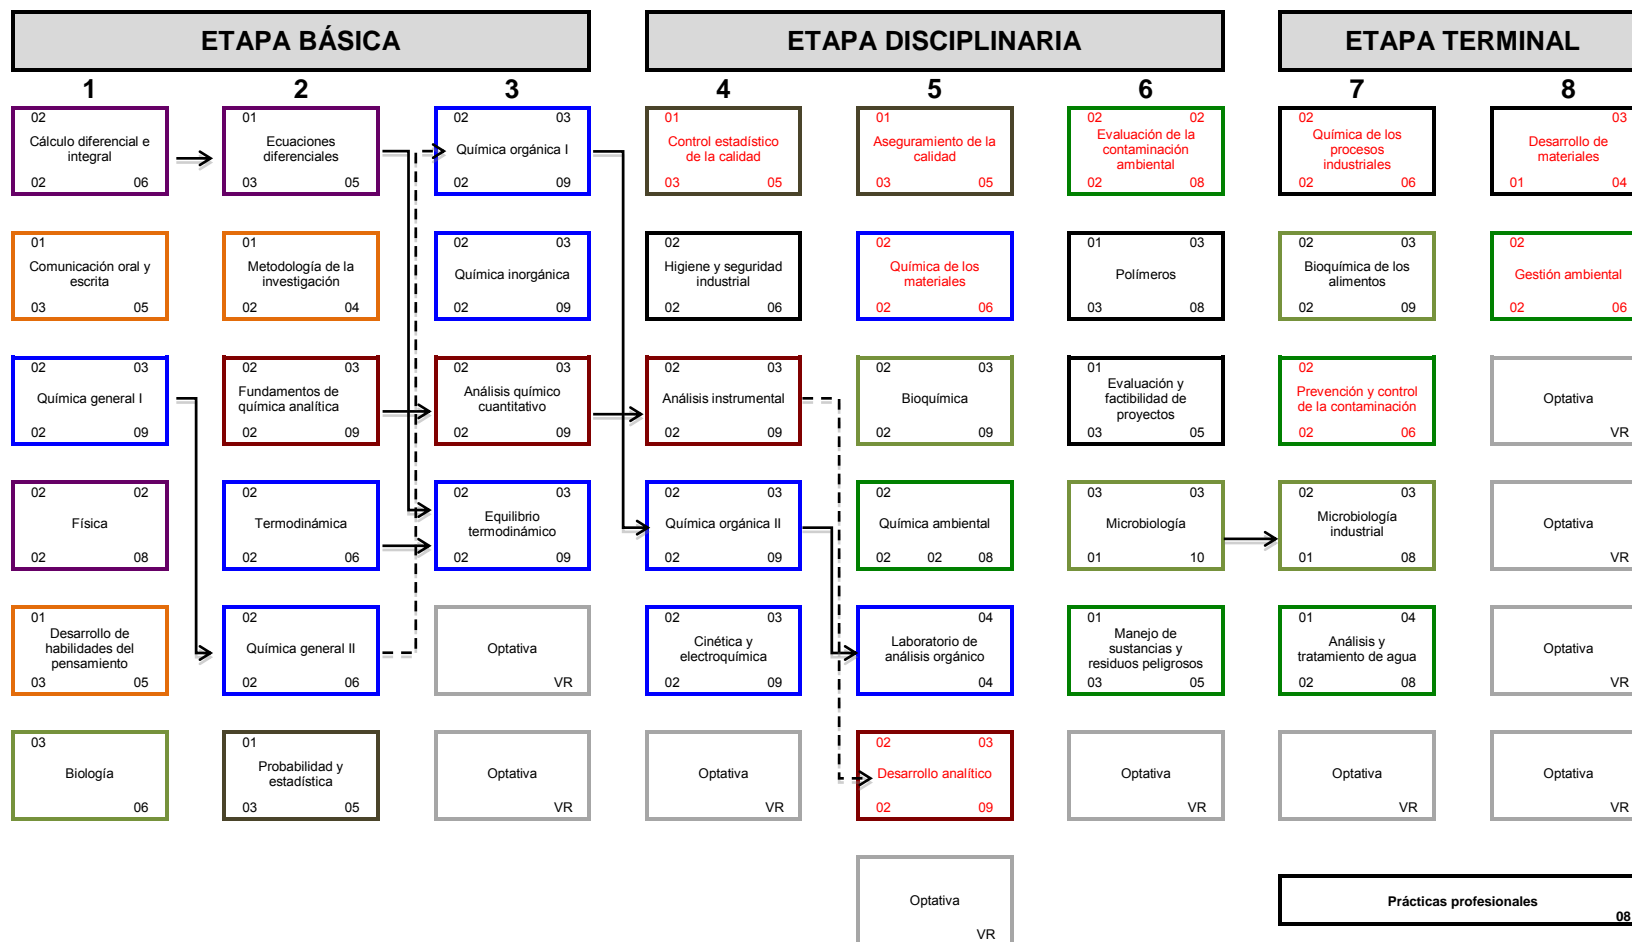 ETAPA BÁSICA
ETAPA DISCIPLINARIA
ETAPA TERMINAL
1
2
3
4
5
6
7
8
02
Cálculo diferencial e
integral
02 06
01
Ecuaciones
diferenciales
03 05
02 03
Química orgánica I
02 09
01
Control estadístico
de la calidad
03 05
01
Aseguramiento de la
calidad
03 05
02 02
Evaluación de la
contaminación
ambiental
02 08
02
Química de los
procesos
industriales
02 06
03
Desarrollo de
materiales
01 04
01
Comunicación oral y
escrita
03 05
01
Metodología de la
investigación
02 04
02 03
Química inorgánica
02 09
02
Higiene y seguridad
industrial
02 06
02
Química de los
materiales
02 06
01 03
Polímeros
03 08
02 03
Bioquímica de los
alimentos
02 09
02
Gestión ambiental
02 06
02 03
Química general I
02 09
02 03
Fundamentos de
química analítica
02 09
02 03
Análisis químico
cuantitativo
02 09
02 03
Análisis instrumental
02 09
02 03
Bioquímica
02 09
01
Evaluación y
factibilidad de
proyectos
03 05
02
Prevención y control
de la contaminación
02 06
Optativa
VR
02 02
Física
02 08
02
Termodinámica
02 06
02 03
Equilibrio
termodinámico
02 09
02 03
Química orgánica II
02 09
02
Química ambiental
02 02 08
03 03
Microbiología
01 10
02 03
Microbiología
industrial
01 08
Optativa
VR
01
Desarrollo de
habilidades del
pensamiento
03 05
02
Química general II
02 06
Optativa
VR
02 03
Cinética y
electroquímica
02 09
04
Laboratorio de
análisis orgánico
04
01
Manejo de
sustancias y
residuos peligrosos
03 05
01 04
Análisis y
tratamiento de agua
02 08
Optativa
VR
03
Biología
06
01
Probabilidad y
estadística
03 05
Optativa
VR
Optativa
VR
02 03
Desarrollo analítico
02 09
Optativa
VR
Optativa
VR
Optativa
VR
Optativa
VR
Prácticas profesionales
08